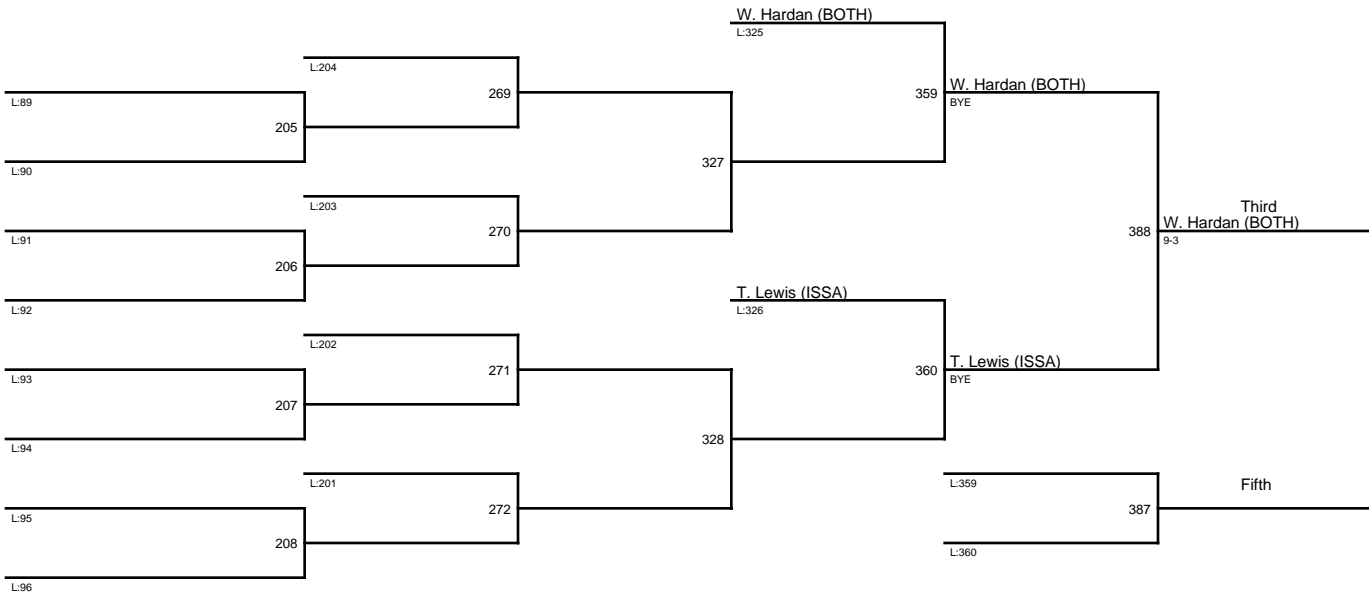 W. Hardan (BOTH)
L:325
L:204
L:89
269
359
W. Hardan (BOTH)
BYE
205
L:90
327
L:203
L:91
270
388
Third
W. Hardan (BOTH)
9-3
206
L:92
T. Lewis (ISSA)
L:326
L:202
L:93
271
360
T. Lewis (ISSA)
BYE
207
L:94
328
L:201
L:359
L:95
272
387
Fifth
208
L:360
L:96